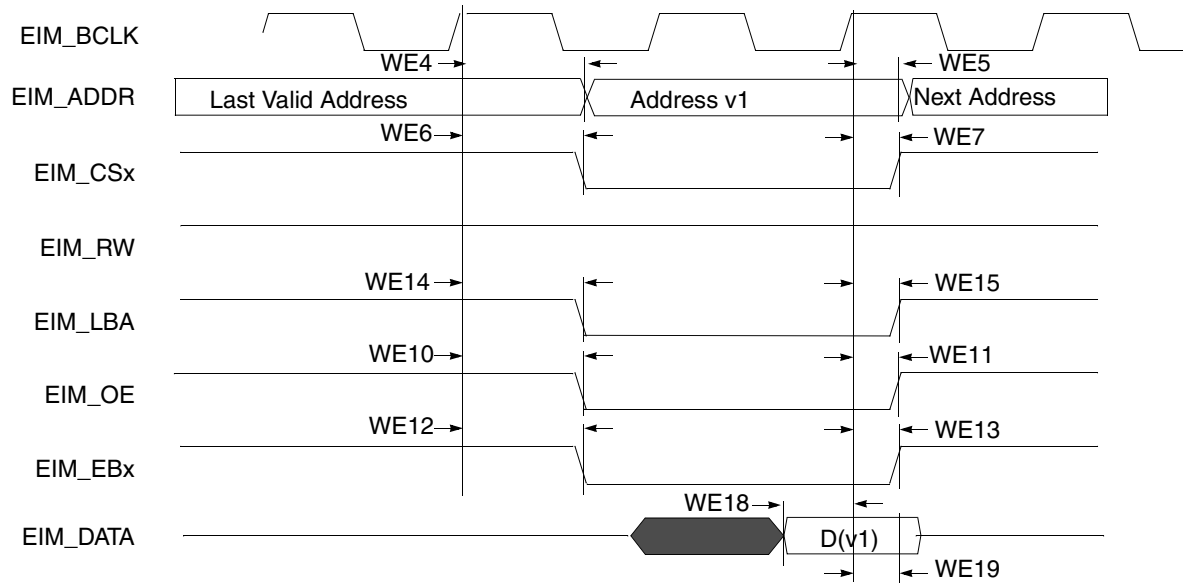 EIM_BCLK
WE4
WE5
EIM_ADDR
Last Valid Address
Address v1
Next Address
WE6
WE7
EIM_CSx
EIM_RW
WE14
WE15
EIM_LBA
WE10
WE11
EIM_OE
WE12
WE13
EIM_EBx
WE18
EIM_DATA
D(v1)
WE19